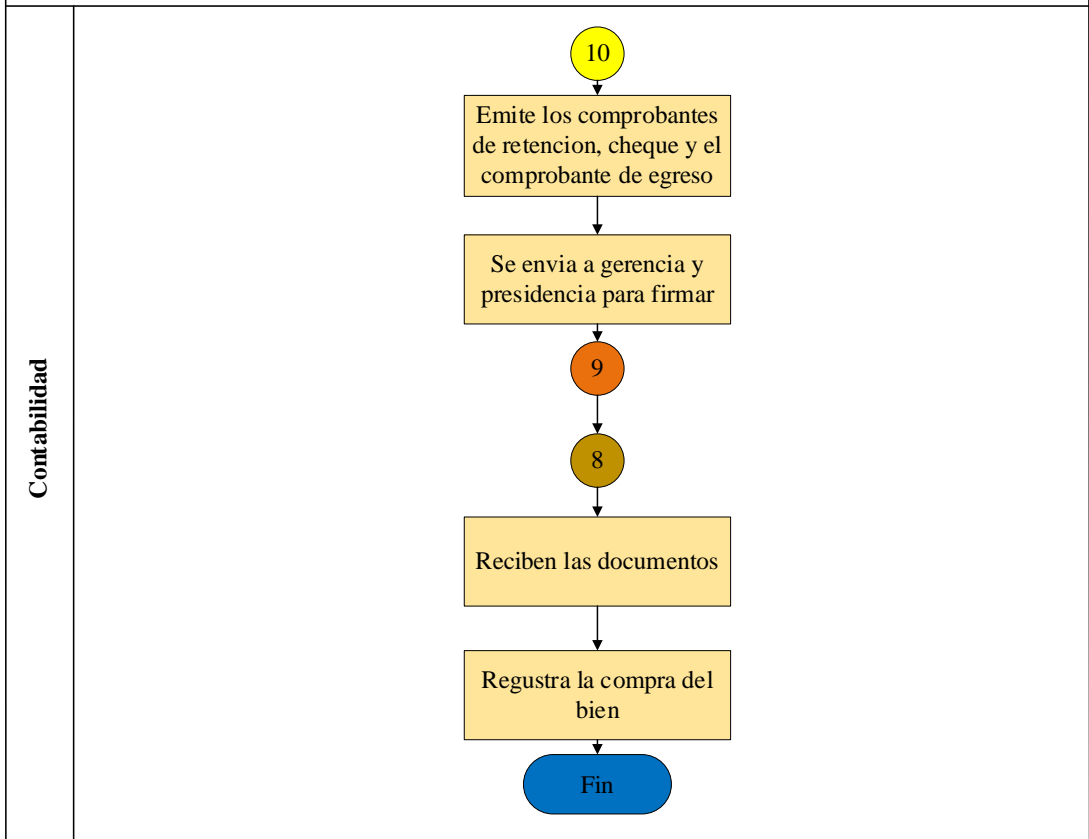 10
Emite los comprobantes
de retencion, cheque y el
comprobante de egreso
Se envia a gerencia y
presidencia para firmar
9
8
Contabilidad
Reciben las documentos
Regustra la compra del
bien
Fin